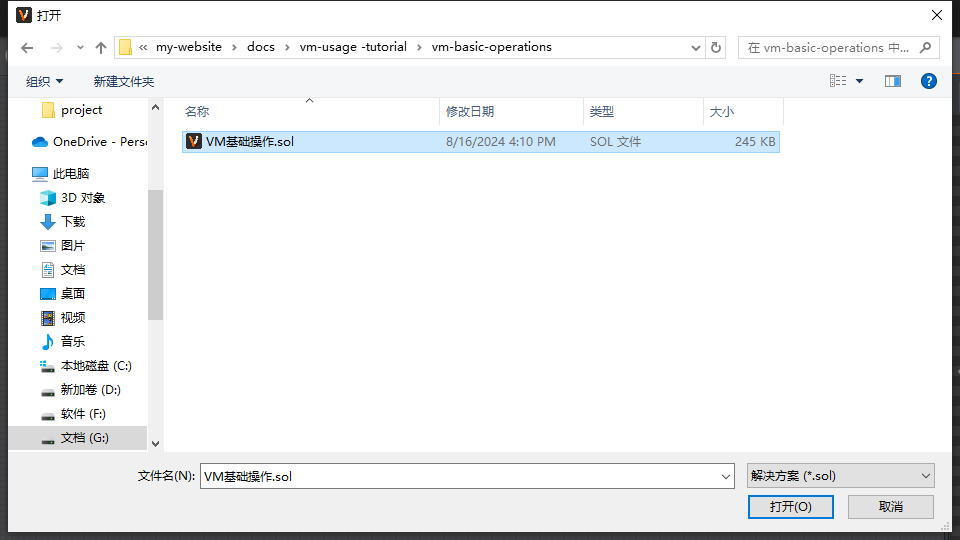 打开
« my-website › docs › vm-usage -tutorial › vm-basic-operations
在 vm-basic-operations 中...
组织 新建文件夹
名称 修改日期 类型 大小
project
OneDrive - Pers
此电脑
3D 对象
下载
图片
文档
桌面
视频
音乐
本地磁盘 (C:)
新加卷 (D:)
软件 (F:)
文档 (G:)
VM基础操作.sol 8/16/2024 4:10 PM SOL 文件 245 KB
文件名(N): VM基础操作.sol 解决方案 (*.sol)
打开(O) 取消